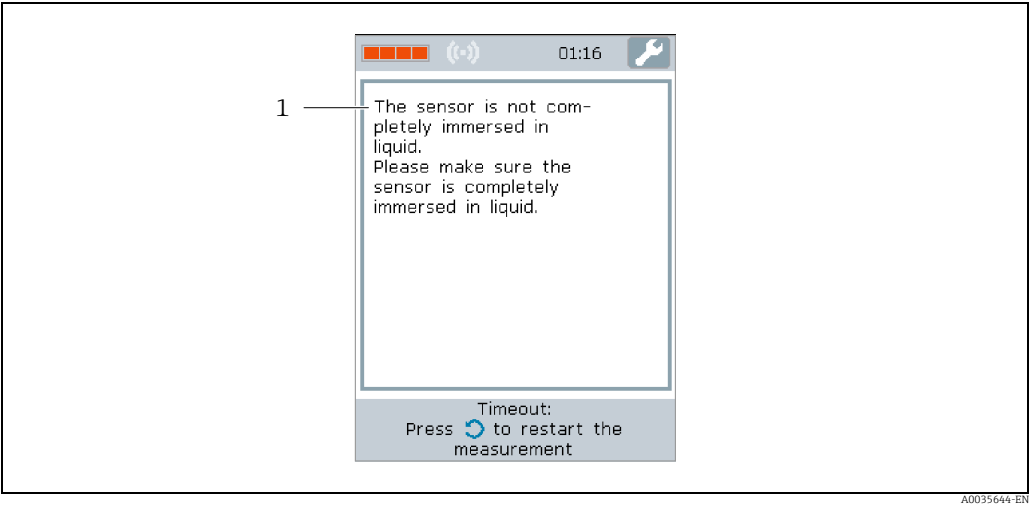 01:16
1
The sensor is not com-
pletely immersed in
liquid.
Please make sure the
sensor is completely
immersed in liquid.
Timeout:
Press to restart the
measurement
A0035644-EN